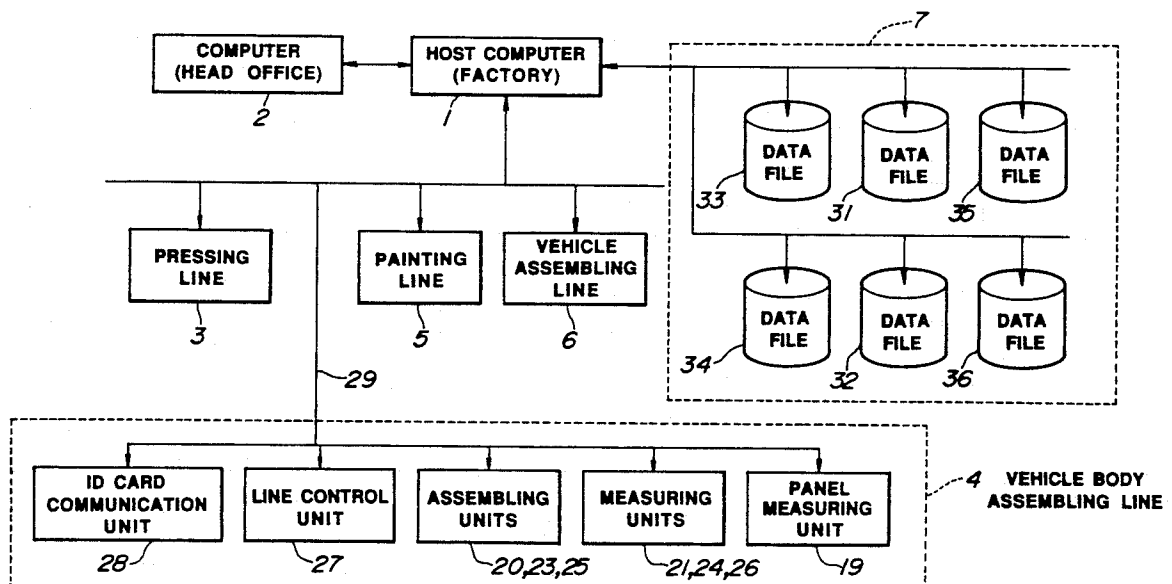 7
COMPUTER
(HEAD OFFICE)
2
HOST COMPUTER
(FACTORY)
1
DATA
FILE
33
DATA
FILE
31
DATA
FILE
35
PRESSING
LINE
3
PAINTING
LINE
5
VEHICLE
ASSEMBLING
LINE
6
DATA
FILE
34
DATA
FILE
32
DATA
FILE
36
29
ID CARD
COMMUNICATION
UNIT
28
LINE CONTROL
UNIT
27
ASSEMBLING
UNITS
20,23,25
MEASURING
UNITS
21,24,26
PANEL
MEASURING
UNIT
19
4 VEHICLE BODY
ASSEMBLING LINE